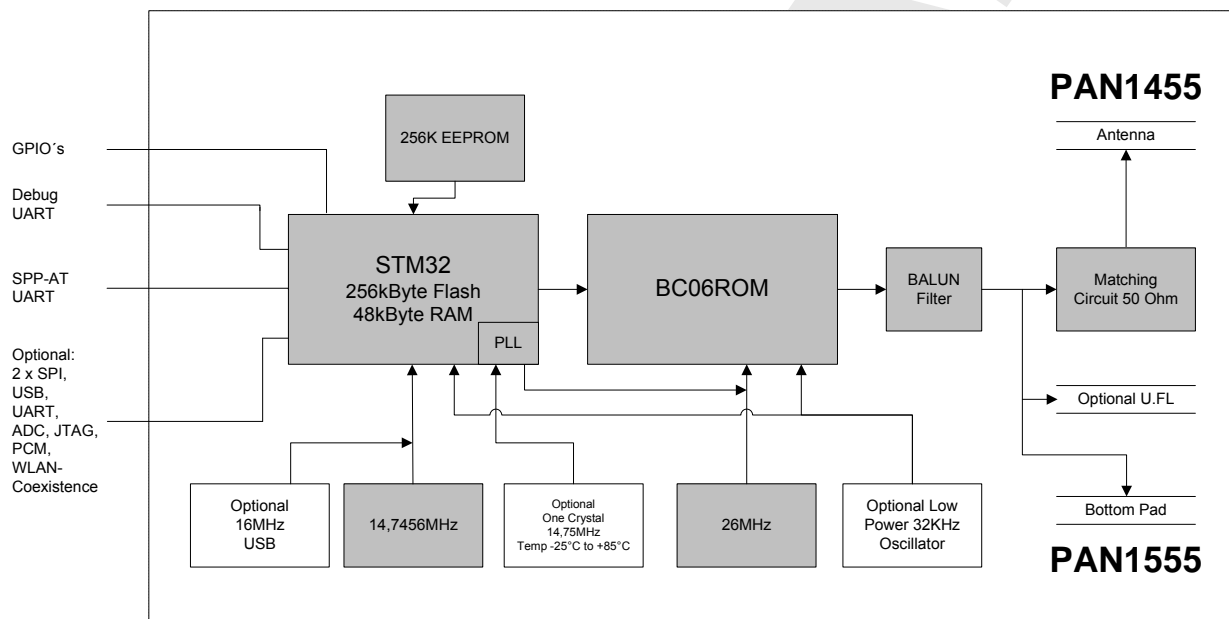 PAN1455
Antenna
256K EEPROM
GPIO´s
Debug
UART
SPP-AT
UART
Optional:
2 x SPI,
USB,
UART,
ADC, JTAG,
PCM,
WLAN-
Coexistence
STM32
256kByte Flash
48kByte RAM
PLL
BC06ROM
BALUN
Filter
Matching
Circuit 50 Ohm
Optional U.FL
Optional
16MHz
USB
14,7456MHz
Optional
One Crystal
14,75MHz
Temp -25°C to +85°C
26MHz
Optional Low
Power 32KHz
Oscillator
Bottom Pad
PAN1555